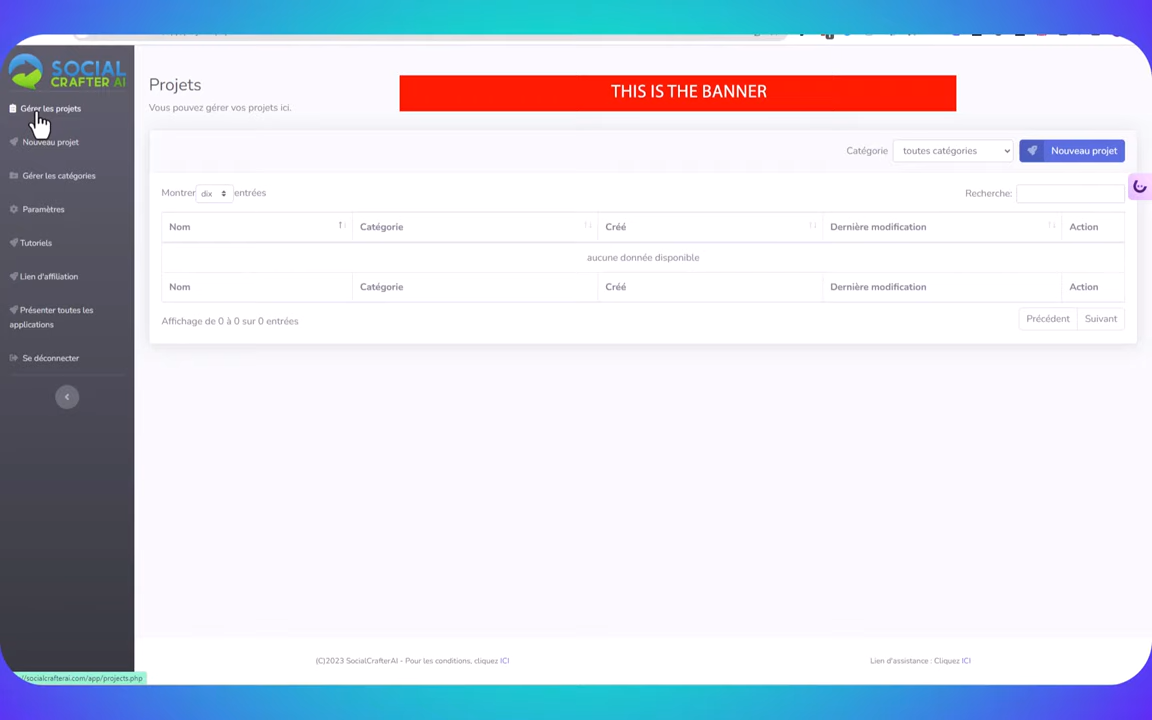 SOCIAL
CRAFTER AI
Gérer les projets
Nouveau projet
Gérer les catégories
Paramètres
Tutoriels
Lien d'affiliation
Présenter toutes les
applications
Se déconnecter
Projets
Vous pouvez gérer vos projets ici.
THIS IS THE BANNER
Catégorie toutes catégories Nouveau projet
Montrer dix entrées Recherche:
Nom Catégorie Créé Dernière modification Action
aucune donnée disponible
Nom Catégorie Créé Dernière modification Action
Affichage de 0 à 0 sur 0 entrées Précédent Suivant
(C)2023 SocialCrafterAI - Pour les conditions, cliquez ICI Lien d'assistance : Cliquez ICI
//socialcrafterai.com/app/projects.php